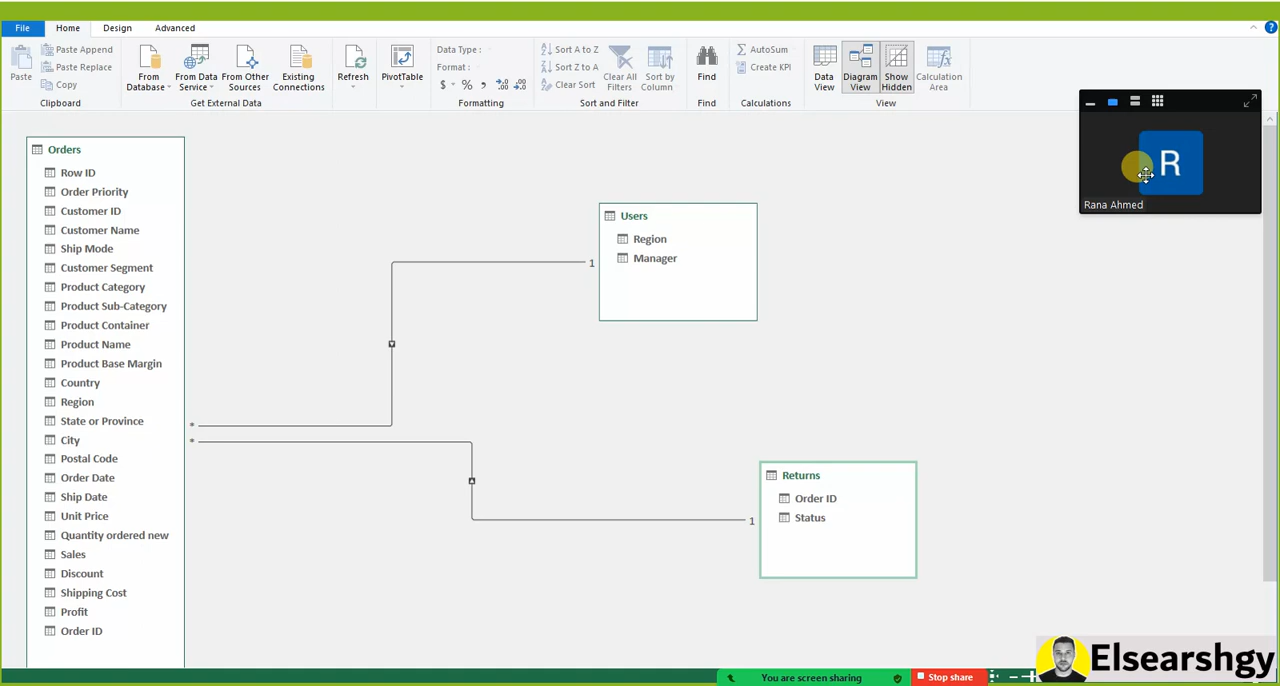 File Home Design Advanced
Paste
Paste Append
Paste Replace
Copy
Clipboard
From Database
From Data Service
From Other Sources
Existing Connections
Get External Data
Refresh
PivotTable
Data Type :
Format :
$ % ,
Formatting
Sort A to Z
Sort Z to A
Clear Sort
Clear All Filters
Sort by Column
Sort and Filter
Find
Find
AutoSum
Create KPI
Calculations
Data View
Diagram View
Show Hidden
Calculation Area
View
R
Rana Ahmed
Orders
Row ID
Order Priority
Customer ID
Customer Name
Ship Mode
Customer Segment
Product Category
Product Sub-Category
Product Container
Product Name
Product Base Margin
Country
Region
State or Province
City
Postal Code
Order Date
Ship Date
Unit Price
Quantity ordered new
Sales
Discount
Shipping Cost
Profit
Order ID
*
*
1
Users
Region
Manager
1
Returns
Order ID
Status
You are screen sharing
Stop share
Elsearshgy